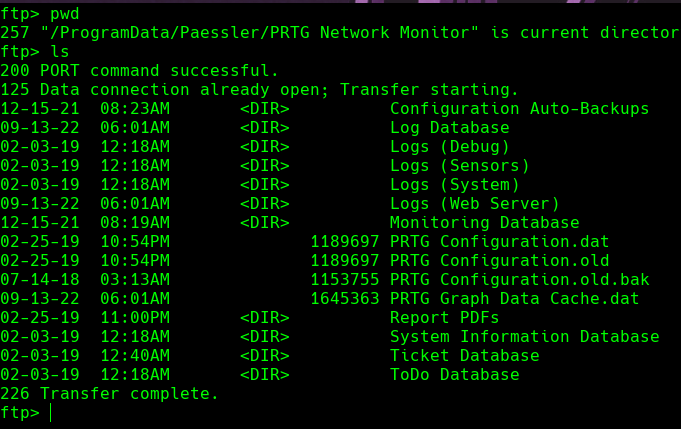 ftp> pwd
257 "/ProgramData/Paessler/PRTG Network Monitor" is current director
ftp> ls
200 PORT command successful.
125 Data connection already open; Transfer starting.
12-15-21  08:23AM       <DIR>          Configuration Auto-Backups
09-13-22  06:01AM       <DIR>          Log Database
02-03-19  12:18AM       <DIR>          Logs (Debug)
02-03-19  12:18AM       <DIR>          Logs (Sensors)
02-03-19  12:18AM       <DIR>          Logs (System)
09-13-22  06:01AM       <DIR>          Logs (Web Server)
12-15-21  08:19AM       <DIR>          Monitoring Database
02-25-19  10:54PM              1189697 PRTG Configuration.dat
02-25-19  10:54PM              1189697 PRTG Configuration.old
07-14-18  03:13AM              1153755 PRTG Configuration.old.bak
09-13-22  06:01AM              1645363 PRTG Graph Data Cache.dat
02-25-19  11:00PM       <DIR>          Report PDFs
02-03-19  12:18AM       <DIR>          System Information Database
02-03-19  12:40AM       <DIR>          Ticket Database
02-03-19  12:18AM       <DIR>          ToDo Database
226 Transfer complete.
ftp>